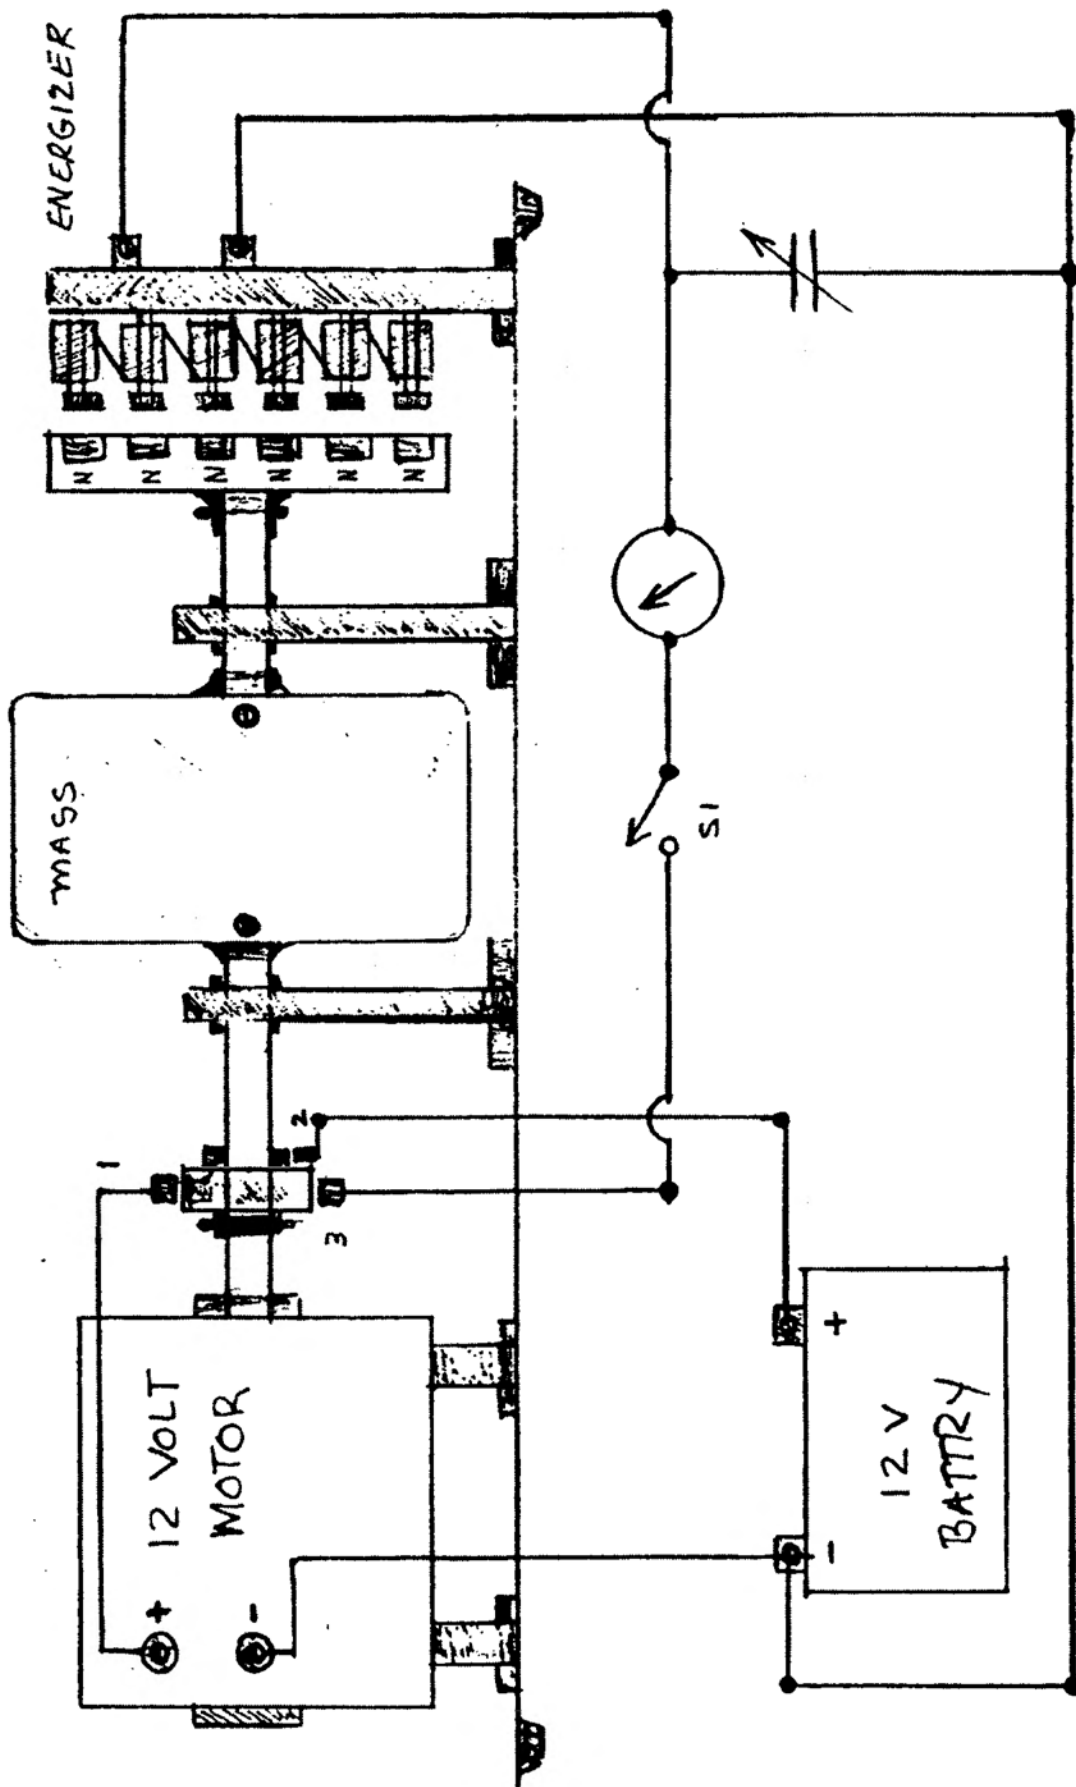 ENERGIZER
N N N N N N
MASS
1
2
3
S1
12 VOLT
MOTOR
+
-
+
-
12 V
BATTRY